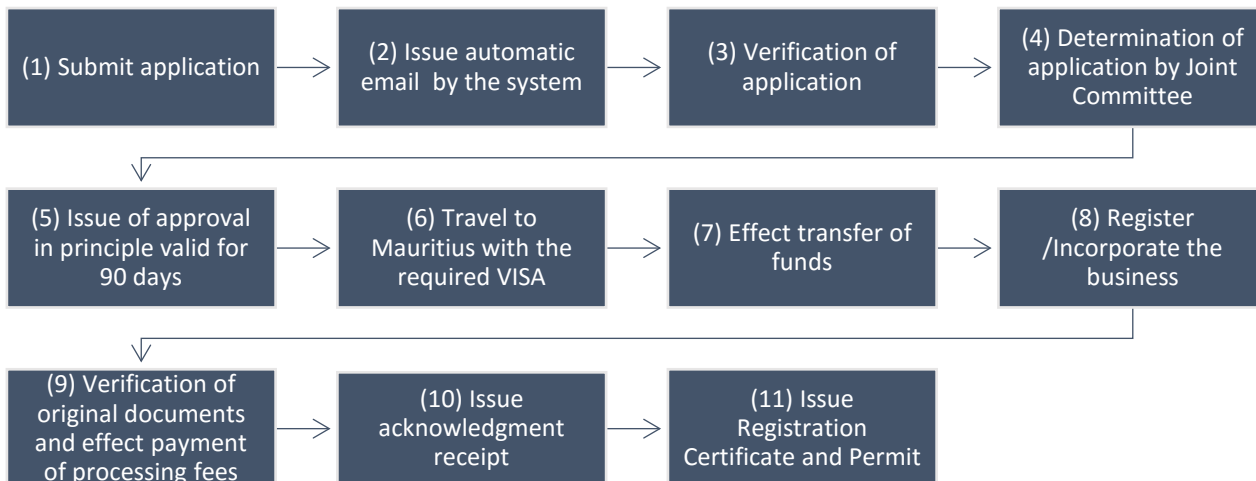 (1) Submit application
(2) Issue automatic
email by the system
(3) Verification of
application
(4) Determination of
application by Joint
Committee
(5) Issue of approval
in principle valid for
90 days
(6) Travel to
Mauritius with the
required VISA
(7) Effect transfer of
funds
(8) Register
/Incorporate the
business
(9) Verification of
original documents
and effect payment
of processing fees
(10) Issue
acknowledgment
receipt
(11) Issue
Registration
Certificate and Permit